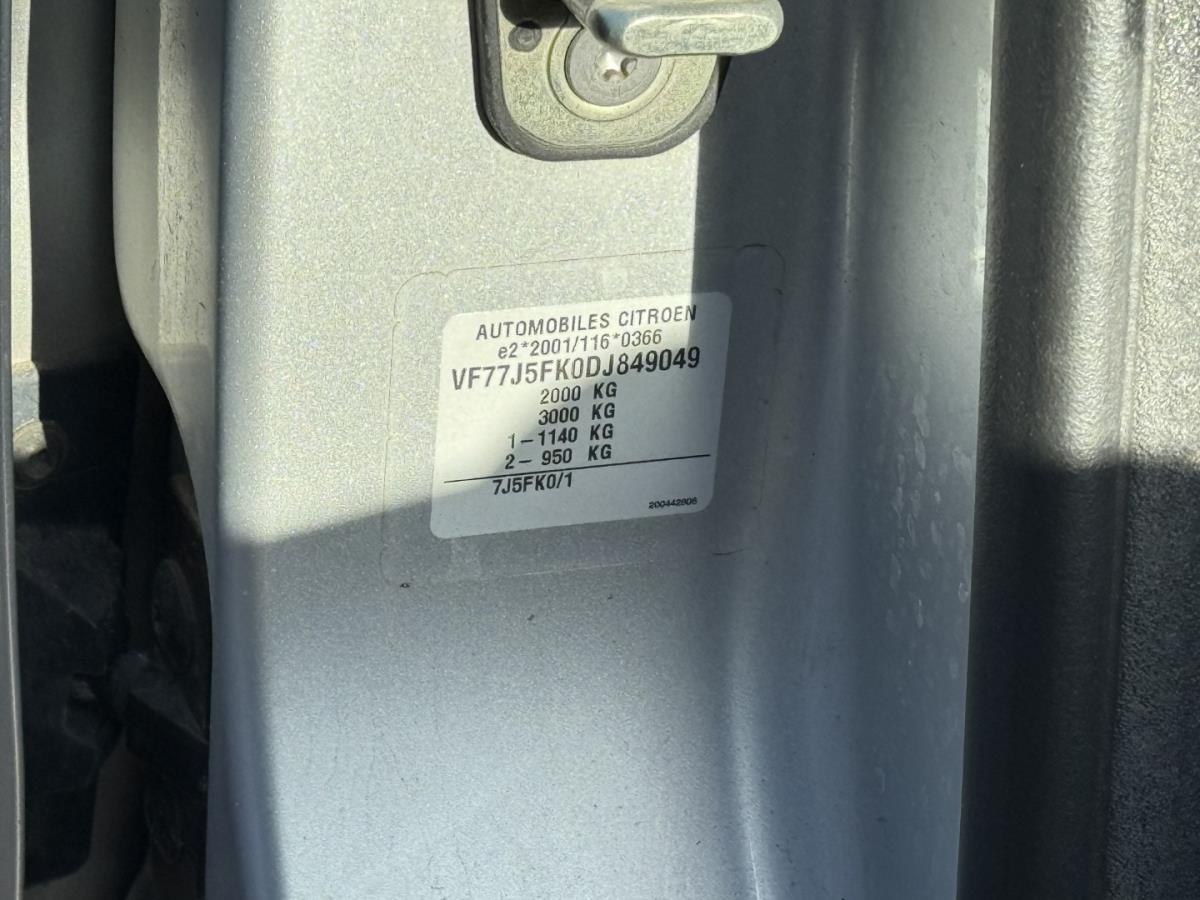 AUTOMOBILES CITROEN
e2*2001/116*0366
VF77J5FK0DJ849049
2000 KG
3000 KG
1-1140 KG
2- 950 KG
7J5FK0/1
200442806